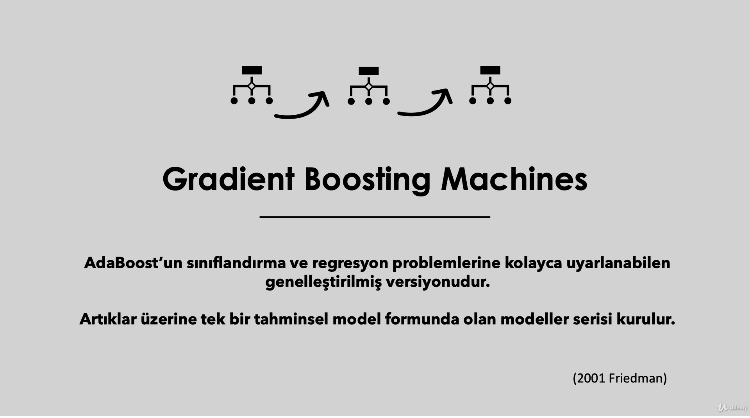 Gradient Boosting Machines
AdaBoost’un sınıflandırma ve regresyon problemlerine kolayca uyarlanabilen
genelleştirilmiş versiyonudur.
Artıklar üzerine tek bir tahminsel model formunda olan modeller serisi kurulur.
(2001 Friedman)